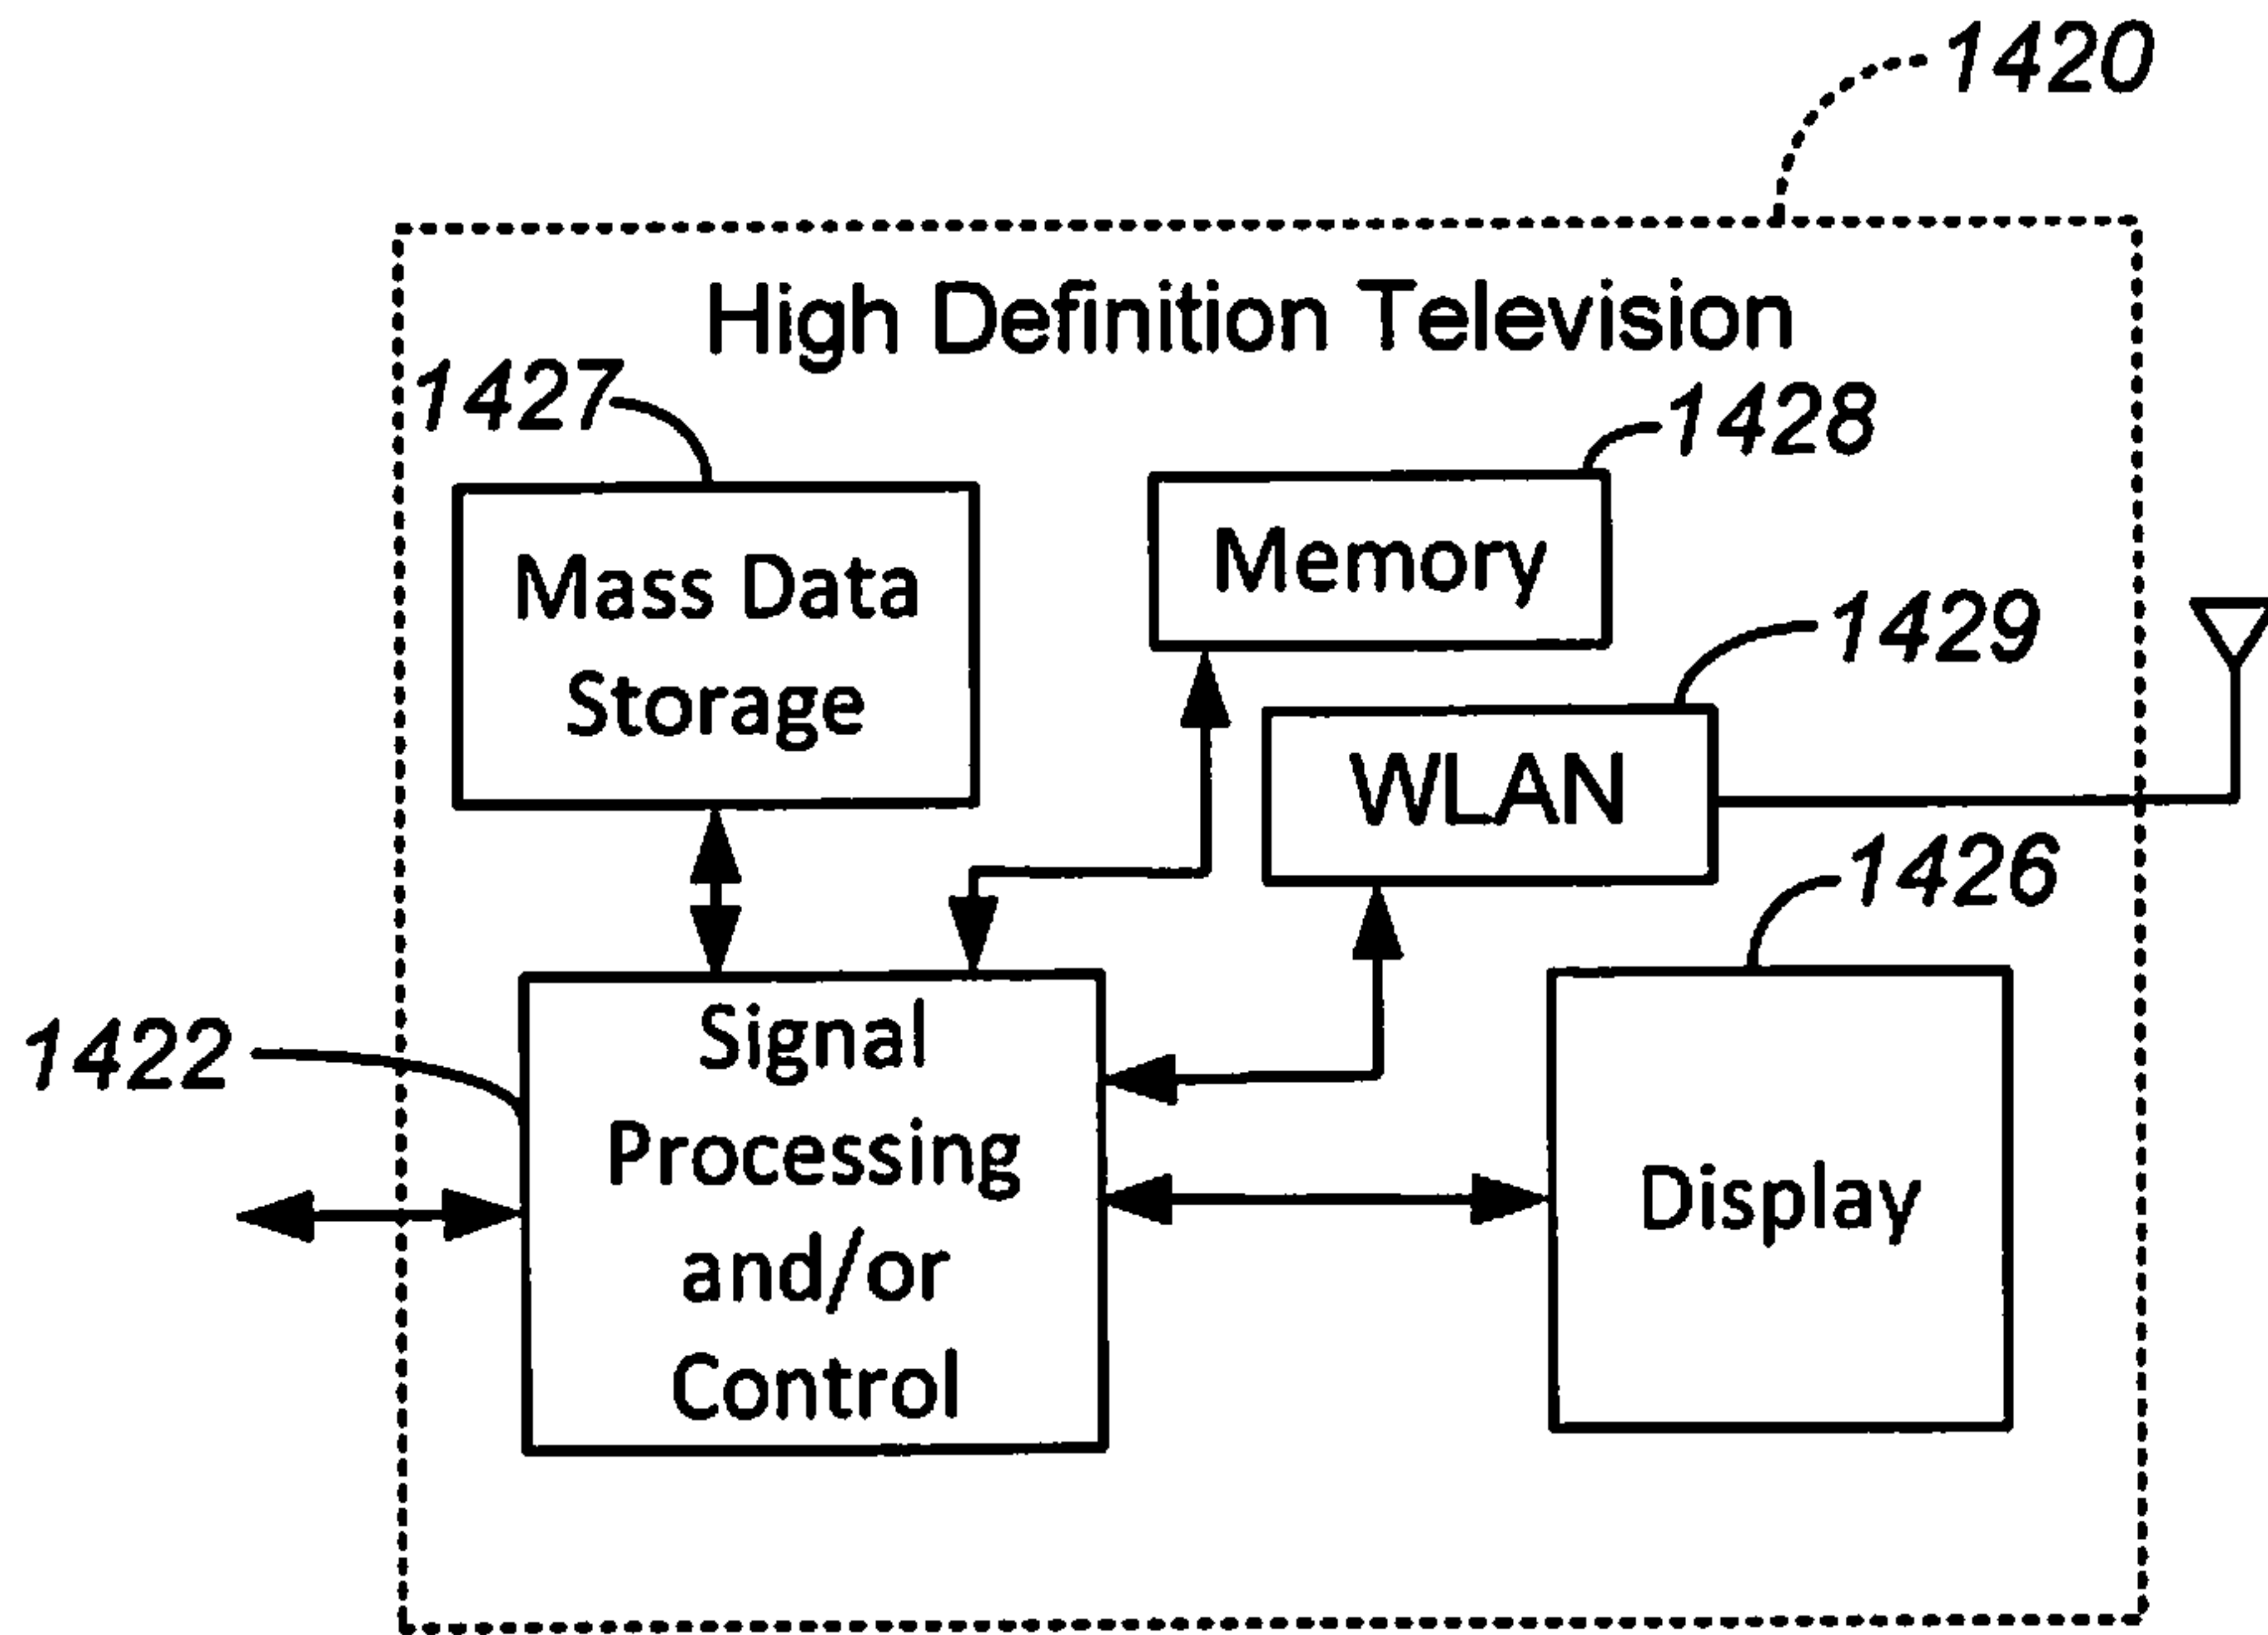 1420
High Definition Television
1427
1428
Mass Data
Storage
Memory
1429
WLAN
1426
1422
Signal
Processing
and/or
Control
Display